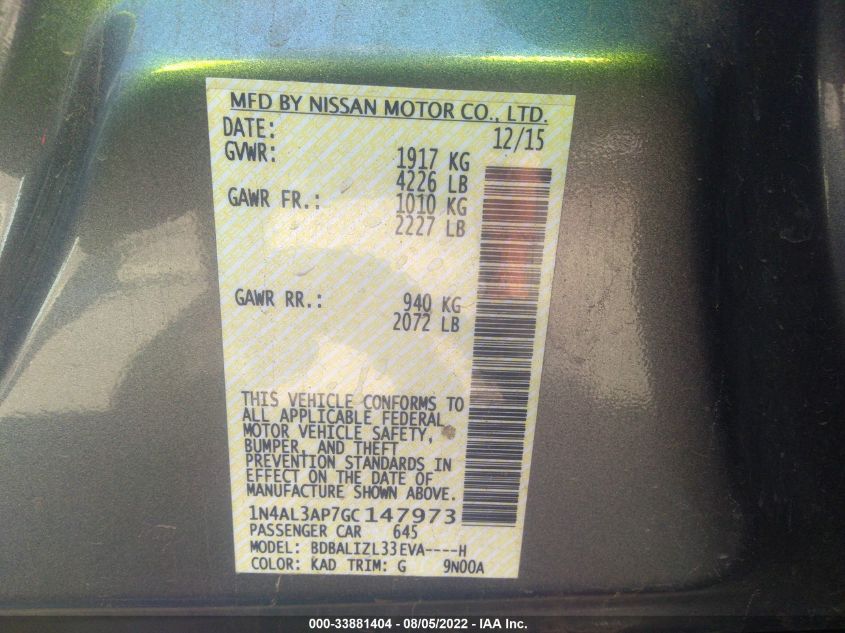 MFD BY NISSAN MOTOR CO., LTD.
DATE: 12/15
GVWR: 1917 KG
4226 LB
GAWR FR.: 1010 KG
2227 LB
GAWR RR.: 940 KG
2072 LB
THIS VEHICLE CONFORMS TO
ALL APPLICABLE FEDERAL
MOTOR VEHICLE SAFETY,
BUMPER, AND THEFT
PREVENTION STANDARDS IN
EFFECT ON THE DATE OF
MANUFACTURE SHOWN ABOVE.
1N4AL3AP7GC147973
PASSENGER CAR 645
MODEL: BDBALIZL33EVA----H
COLOR: KAD TRIM: G 9N00A
000-33881404 - 08/05/2022 - IAA Inc.